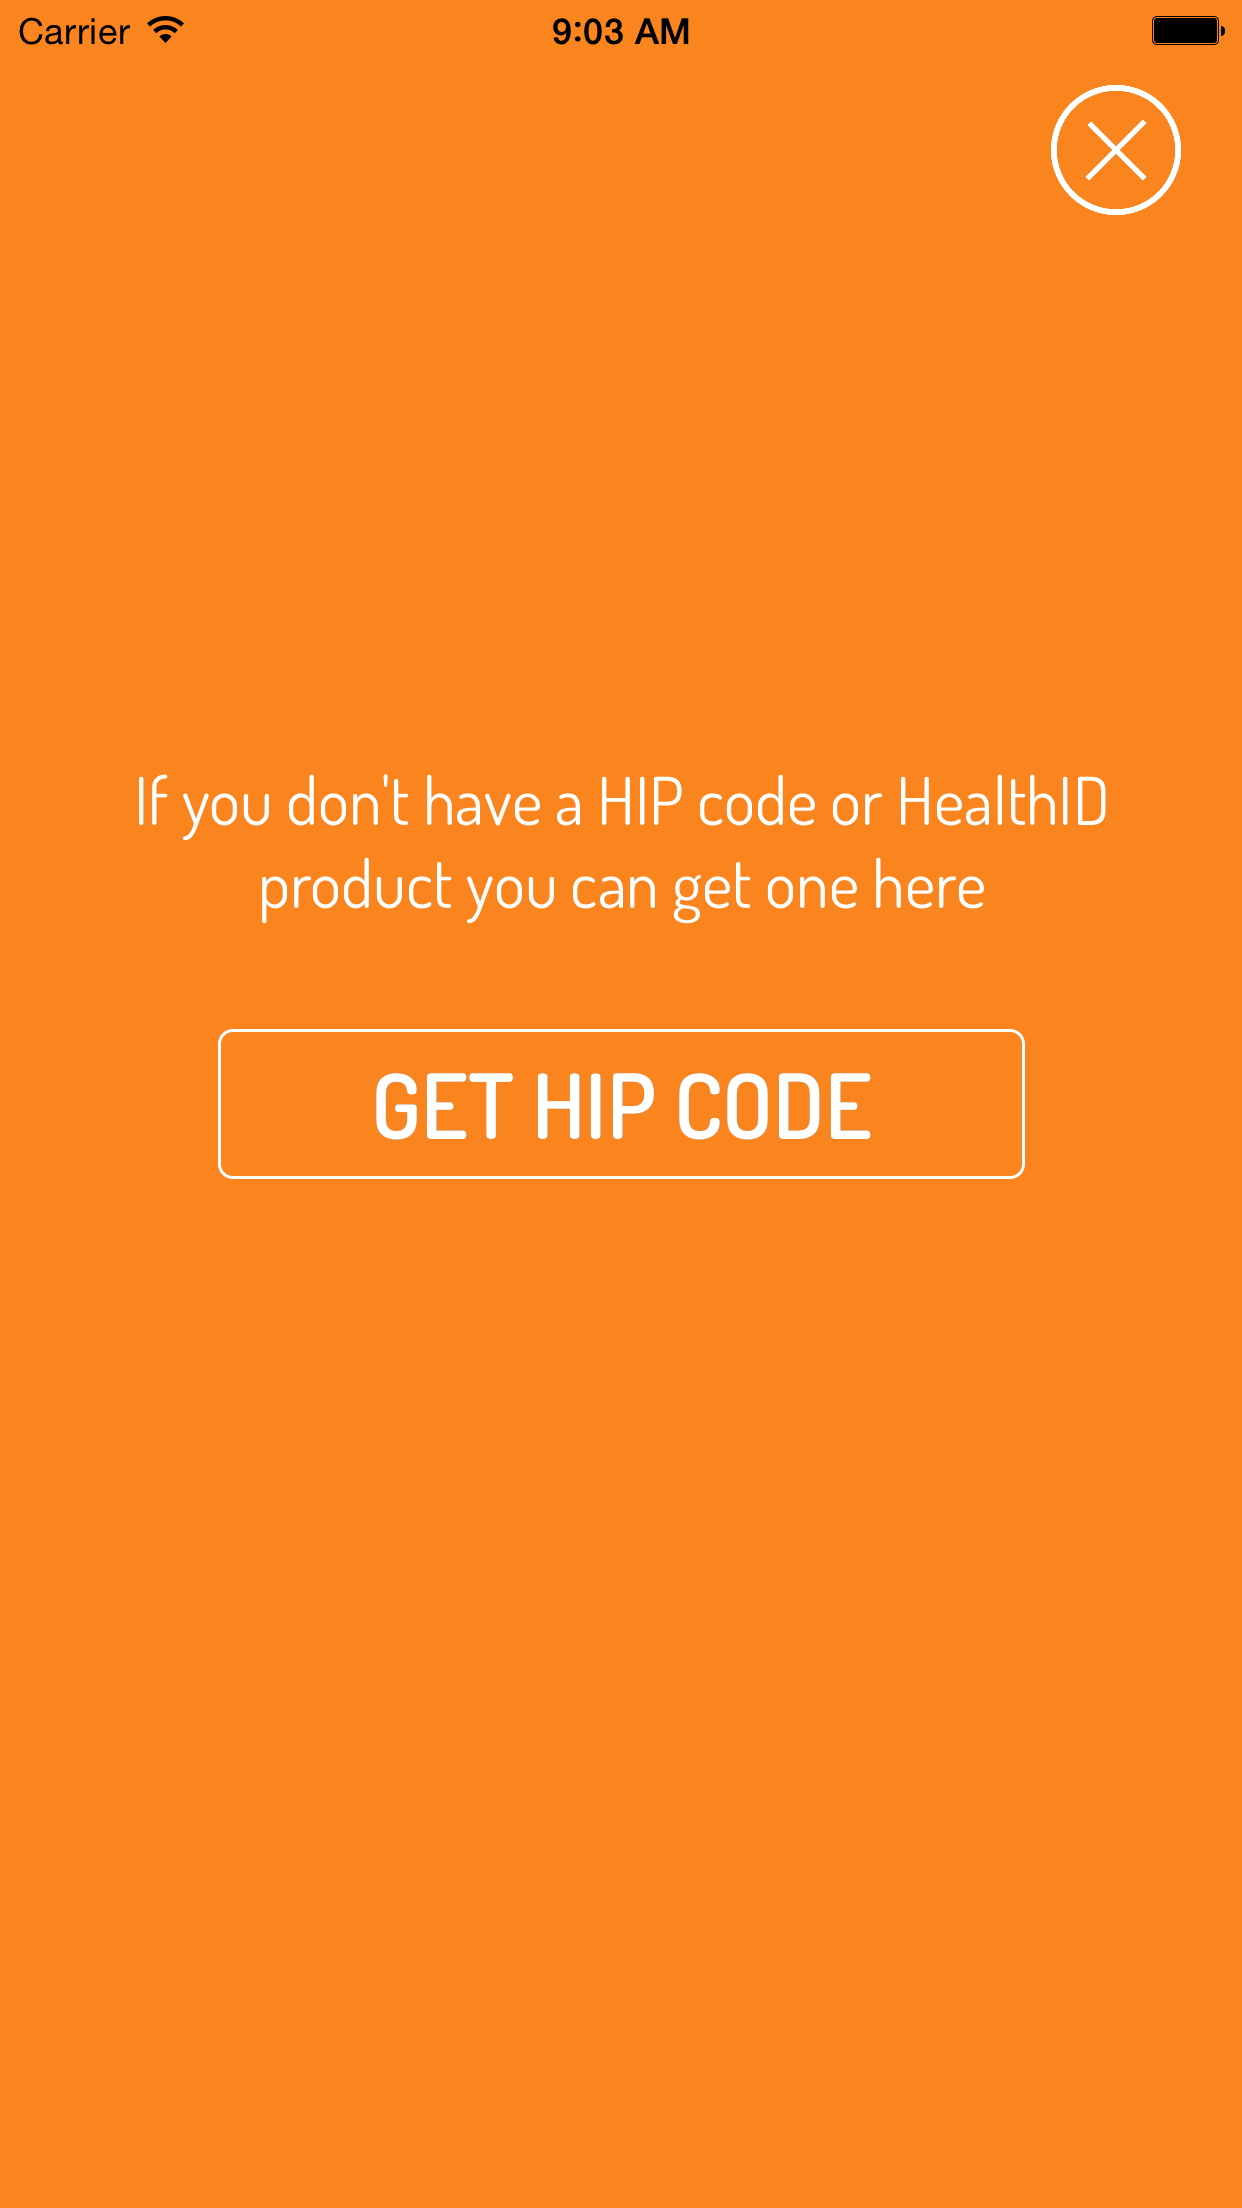 Carrier 9:03 AM
If you don't have a HIP code or HealthID
product you can get one here
GET HIP CODE